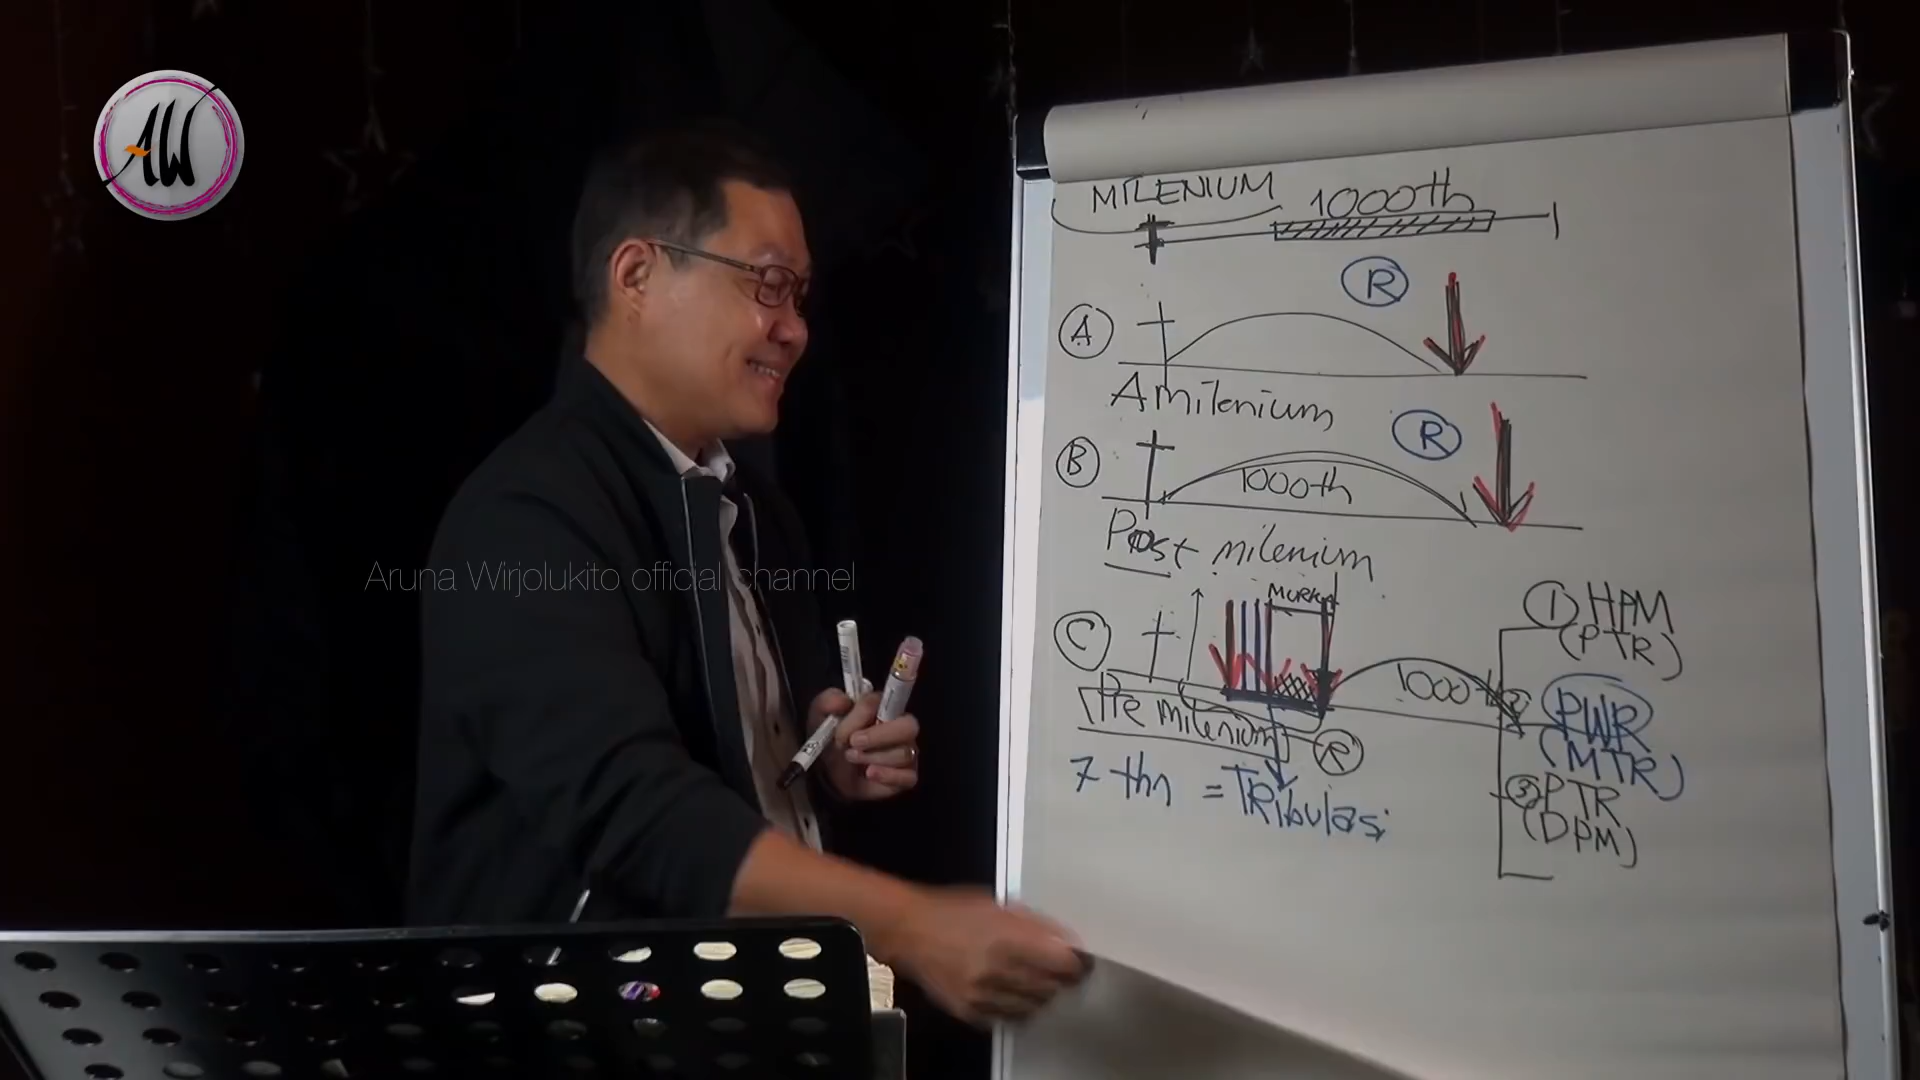 AW
Aruna Wirjolukito official channel
MILENIUM
1000th
R
A
Amilenium
R
B
1000th
Post milenium
MURKA
C
1000th
Pre milenium
R
7 thn = TRibulasi
1 HPM
(PTR)
2 PWR
(MTR)
3 PTR
(DPM)